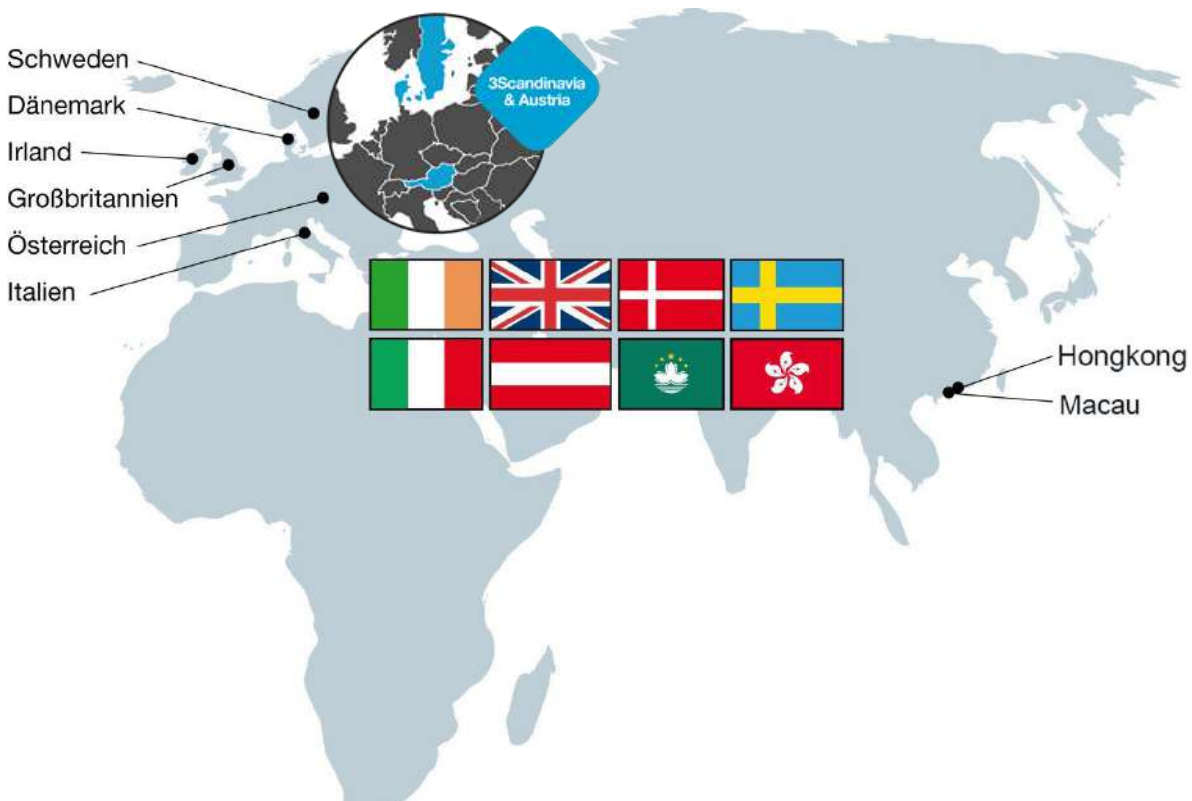 Schweden
Dänemark
Irland
Großbritannien
Österreich
Italien
3Scandinavia
& Austria
Hongkong
Macau